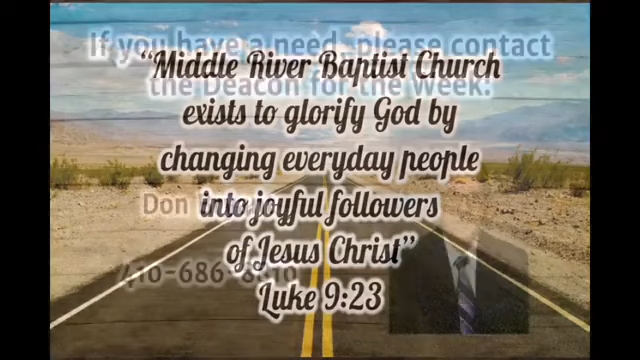 If you have a need, please contact
the Deacon for the Week:
“Middle River Baptist Church
exists to glorify God by
changing everyday people
into joyful followers
of Jesus Christ”
Luke 9:23
Don
410-686-